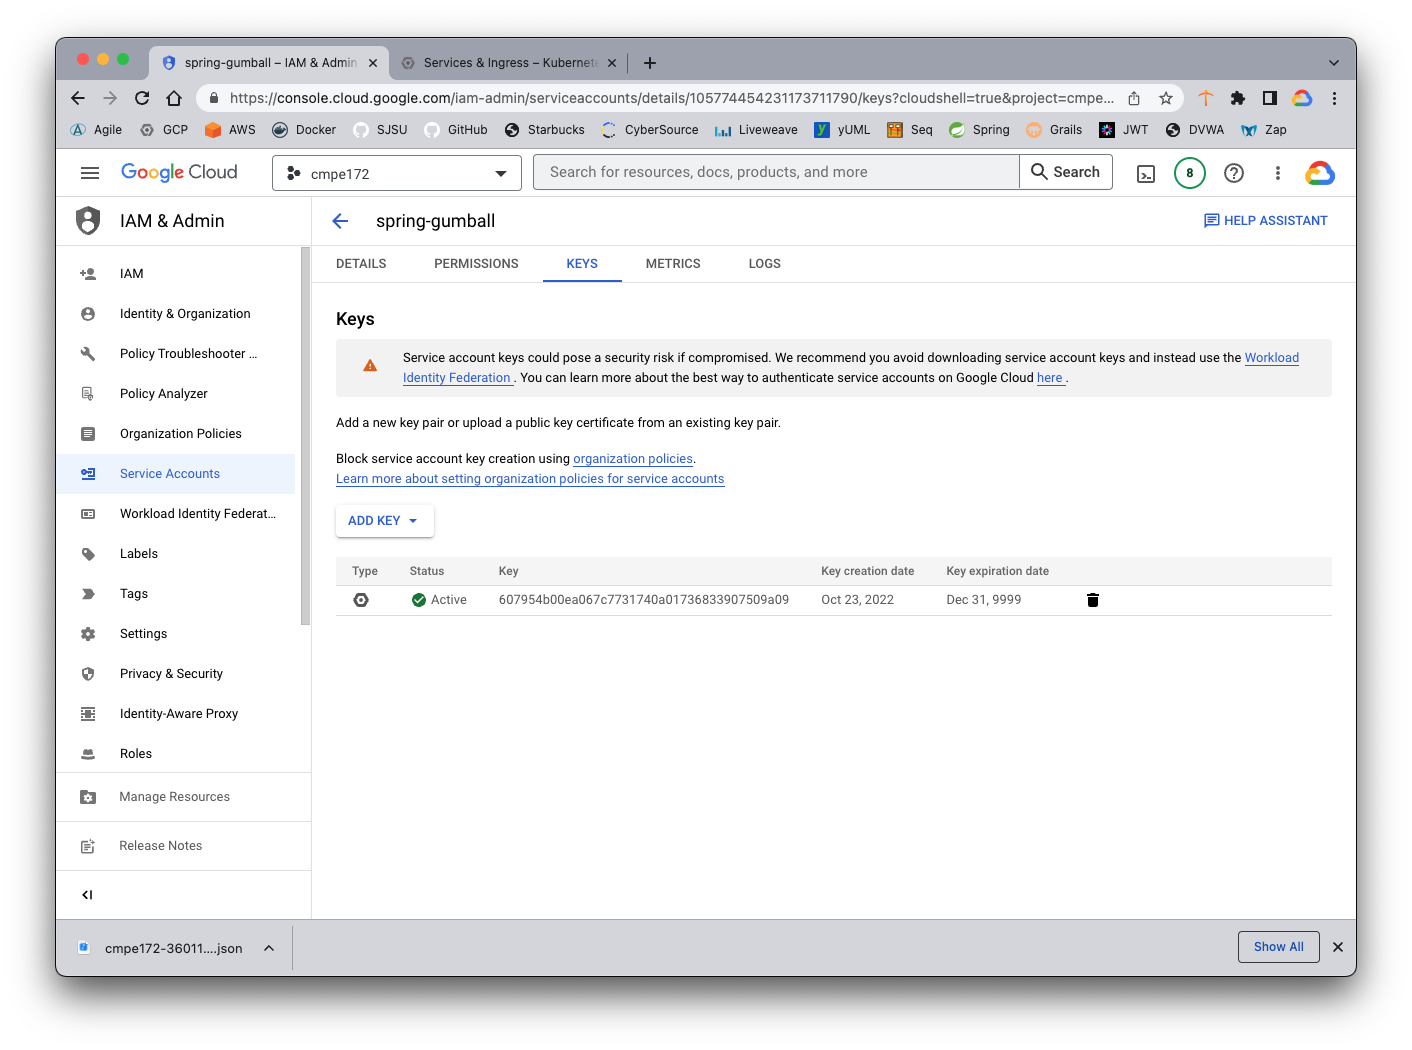 spring-gumball – IAM & Admin
Services & Ingress – Kubernete
https://console.cloud.google.com/iam-admin/serviceaccounts/details/105774454231173711790/keys?cloudshell=true&project=cmpe...
Agile GCP AWS Docker SJSU GitHub Starbucks CyberSource Liveweave yUML Seq Spring Grails JWT DVWA Zap
Google Cloud
cmpe172
Search for resources, docs, products, and more
Search
8
IAM & Admin
spring-gumball
HELP ASSISTANT
IAM
Identity & Organization
Policy Troubleshooter ...
Policy Analyzer
Organization Policies
Service Accounts
Workload Identity Federat...
Labels
Tags
Settings
Privacy & Security
Identity-Aware Proxy
Roles
Manage Resources
Release Notes
DETAILS PERMISSIONS KEYS METRICS LOGS
Keys
Service account keys could pose a security risk if compromised. We recommend you avoid downloading service account keys and instead use the Workload
Identity Federation . You can learn more about the best way to authenticate service accounts on Google Cloud here .
Add a new key pair or upload a public key certificate from an existing key pair.
Block service account key creation using organization policies.
Learn more about setting organization policies for service accounts
ADD KEY
Type Status Key Key creation date Key expiration date
Active 607954b00ea067c7731740a01736833907509a09 Oct 23, 2022 Dec 31, 9999
cmpe172-36011....json
Show All